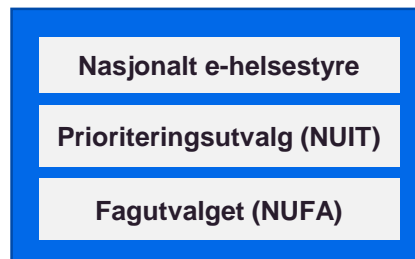 Nasjonalt e-helsestyre
Prioriteringsutvalg (NUIT)
Fagutvalget (NUFA)